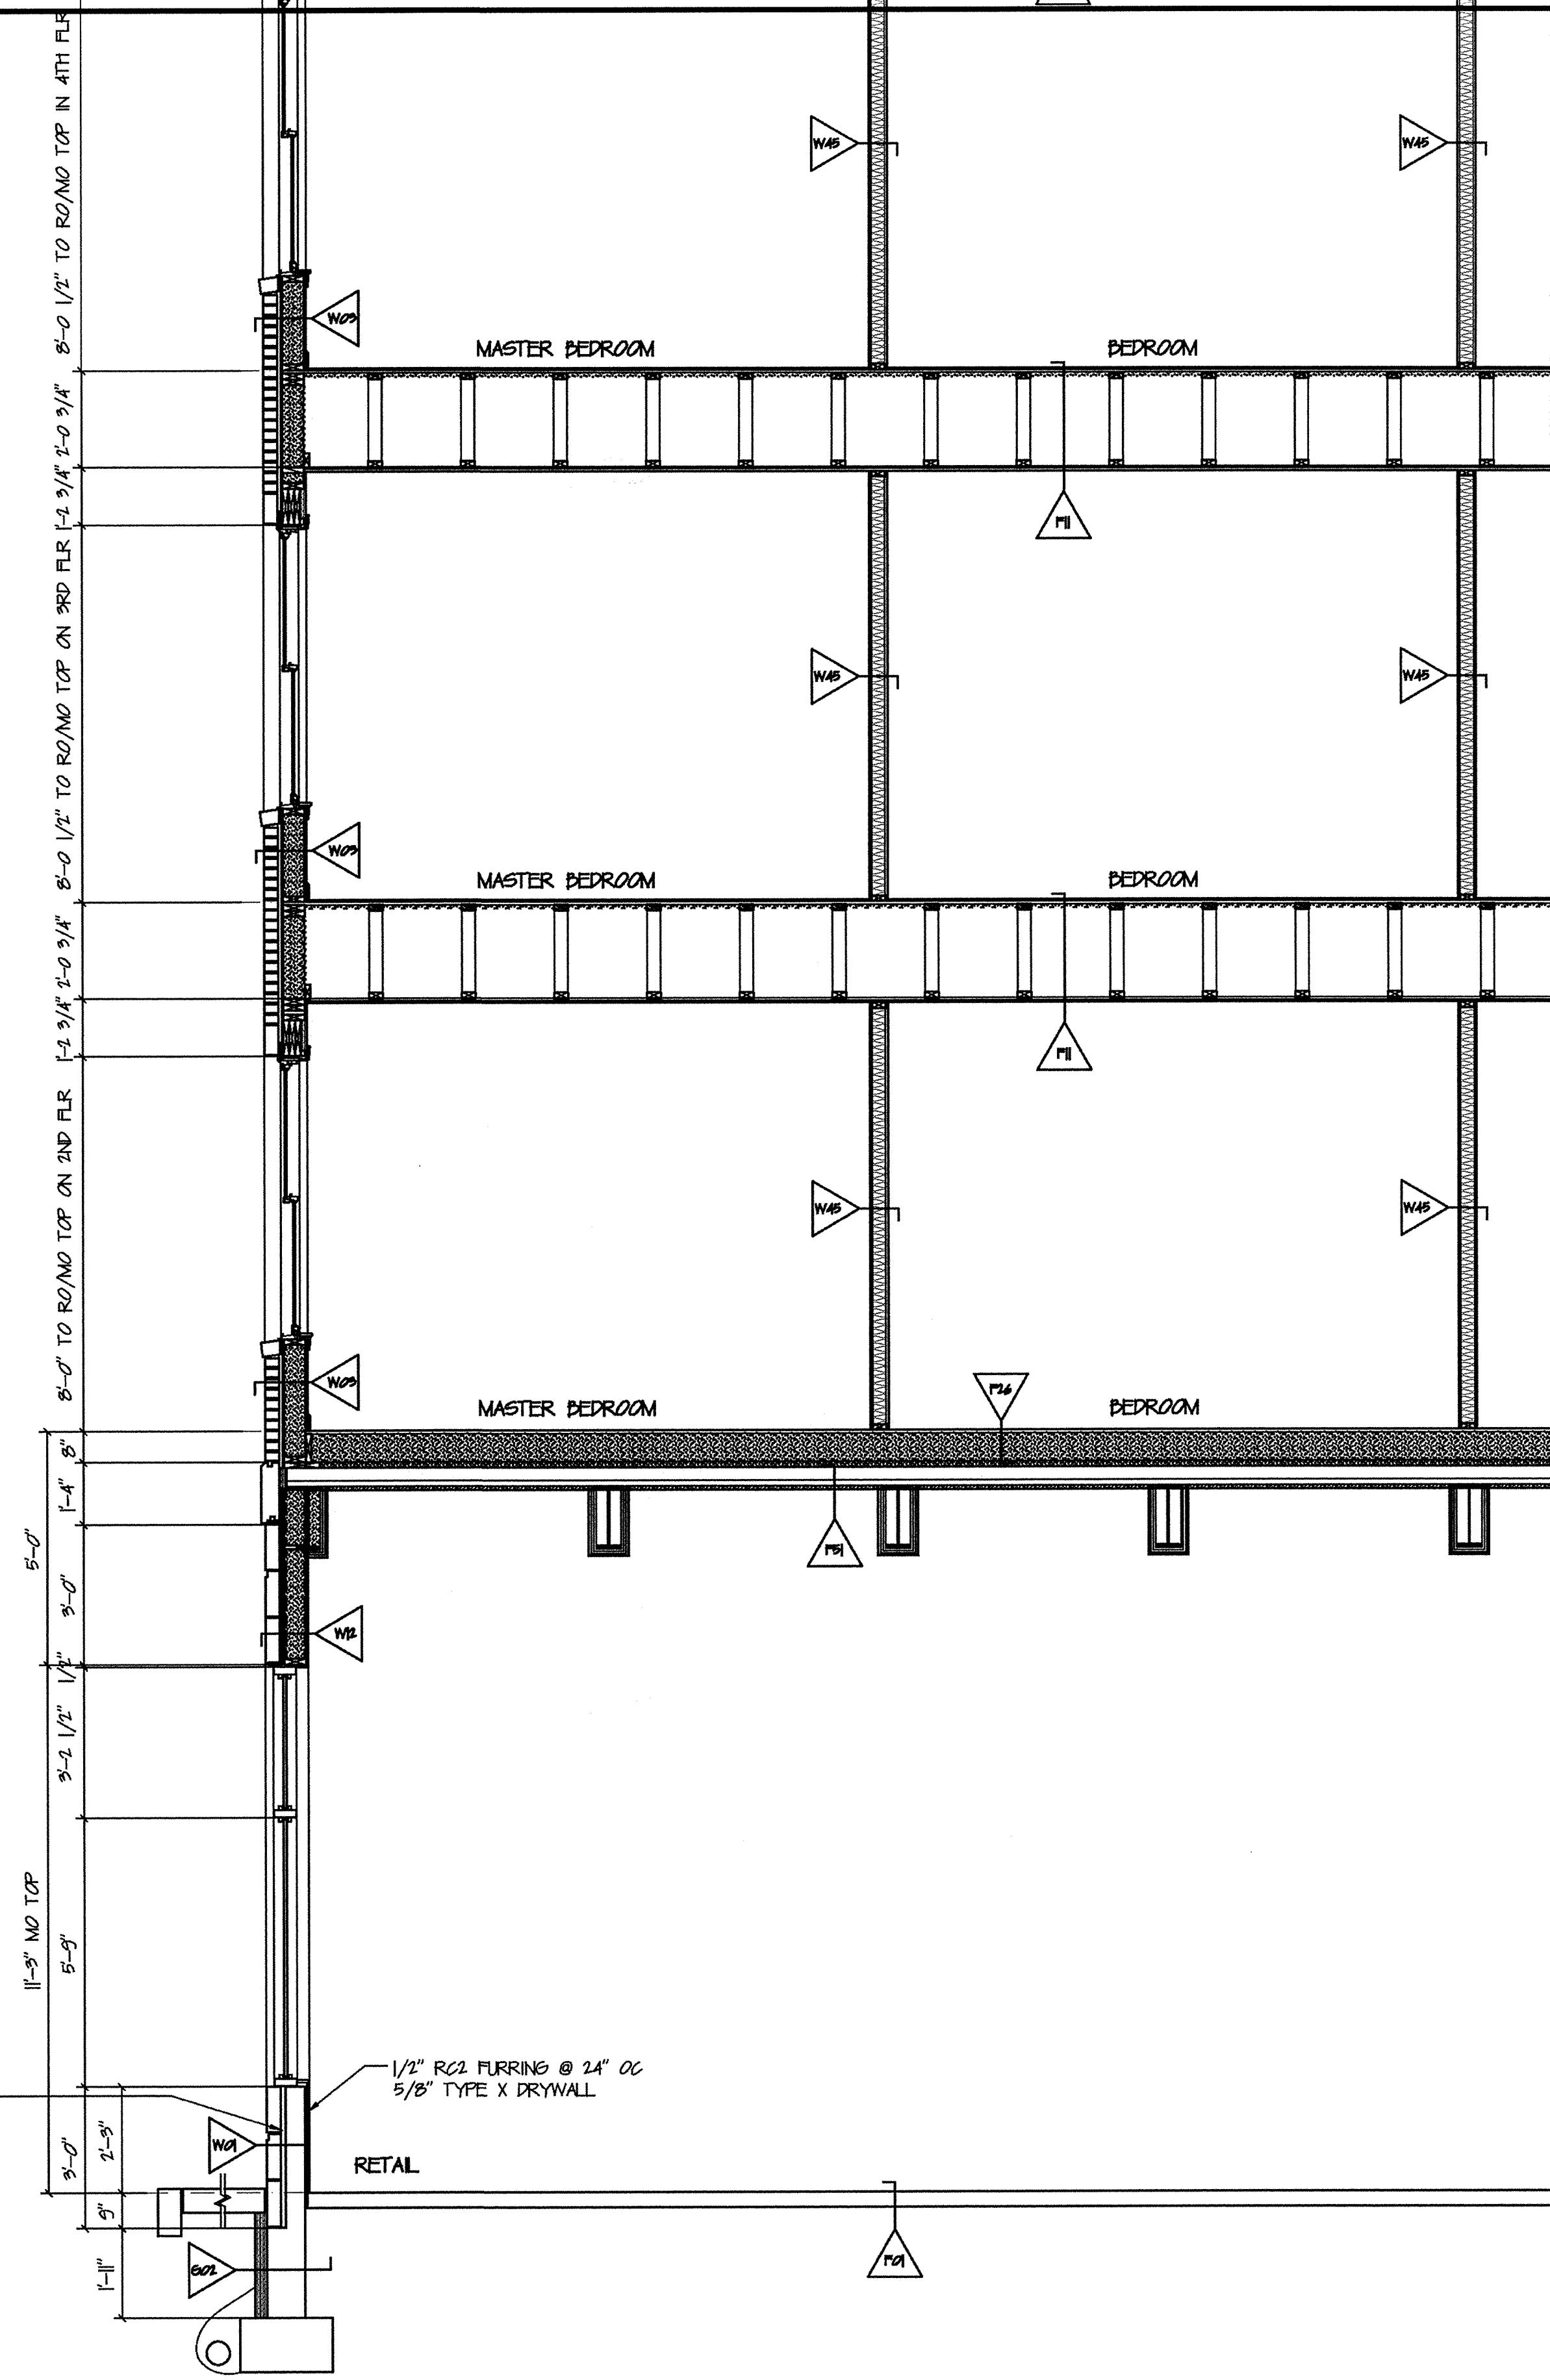 8'-0 1/2" TO RO/MO TOP IN 4TH FLR
W45
W45
W03
MASTER BEDROOM
BEDROOM
2'-0 3/4"
1'-2 3/4"
F11
8'-0 1/2" TO RO/MO TOP ON 3RD FLR
W45
W45
W03
MASTER BEDROOM
BEDROOM
2'-0 3/4"
1'-2 3/4"
F11
8'-0" TO RO/MO TOP ON 2ND FLR
W45
W45
W03
F26
MASTER BEDROOM
BEDROOM
8"
1'-4"
5'-0"
F51
3'-0"
W12
1/2"
3'-2 1/2"
11'-3" MO TOP
5'-9"
1/2" RC2 FURRING @ 24" OC
5/8" TYPE X DRYWALL
W01
2'-3"
3'-0"
RETAIL
9"
F01
G02
1'-11"